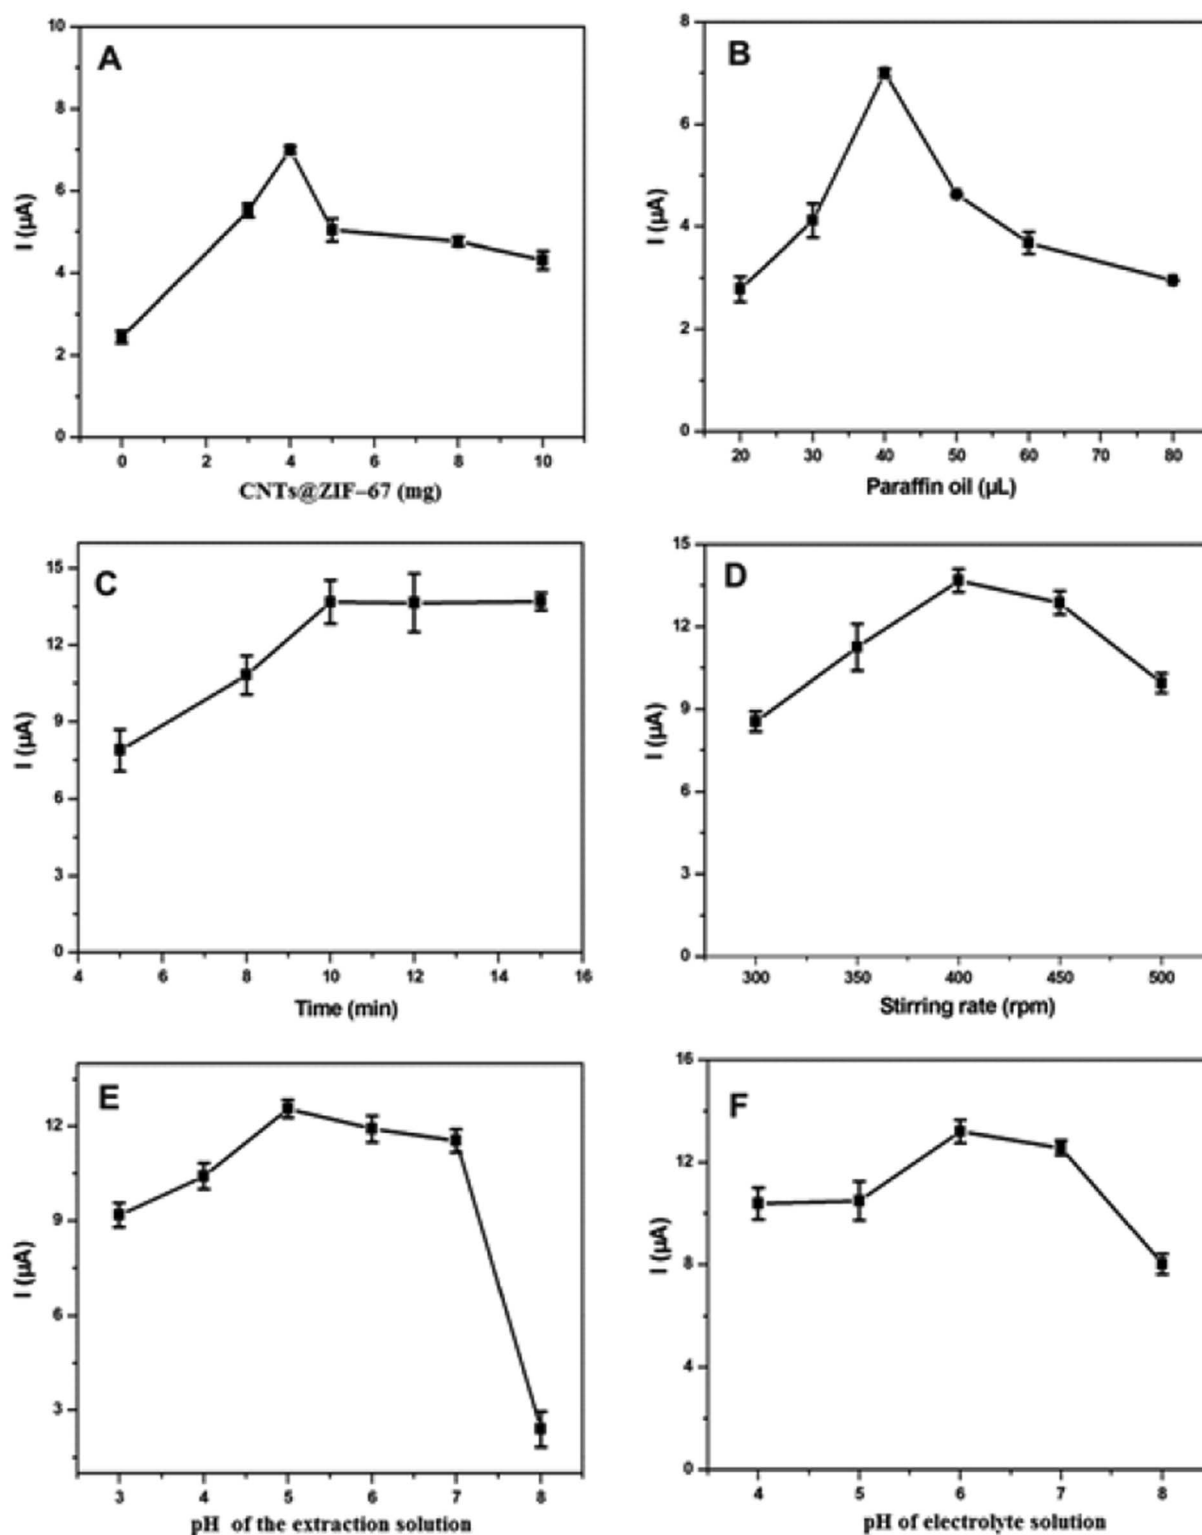 A
I (µA)
10
8
6
4
2
0
0 2 4 6 8 10
CNTs@ZIF–67 (mg)
B
I (µA)
8
6
4
2
0
20 30 40 50 60 70 80
Paraffin oil (µL)
C
I (µA)
15
12
9
6
3
0
4 6 8 10 12 14 16
Time (min)
D
I (µA)
15
12
9
6
3
0
300 350 400 450 500
Stirring rate (rpm)
E
I (µA)
12
9
6
3
3 4 5 6 7 8
pH of the extraction solution
F
I (µA)
16
12
8
4
0
4 5 6 7 8
pH of electrolyte solution